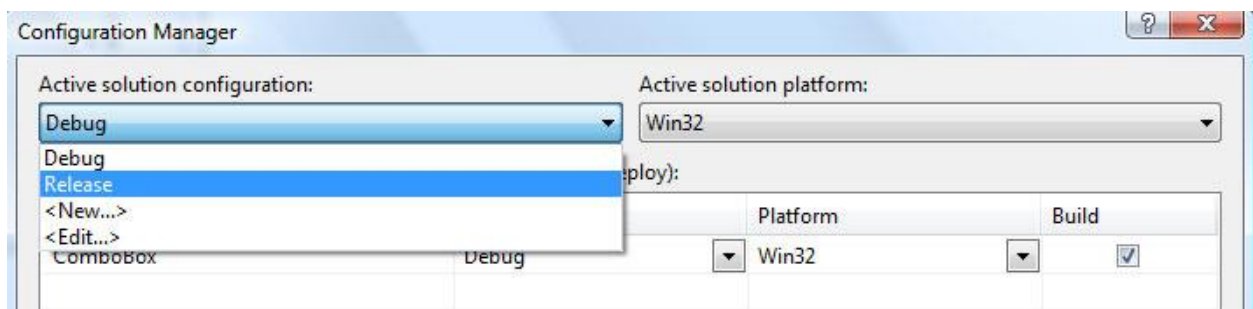 Configuration Manager
Active solution configuration: Active solution platform:
Debug Win32
Debug
Release ploy):
<New...> Platform Build
<Edit...>
ComboBox Debug Win32